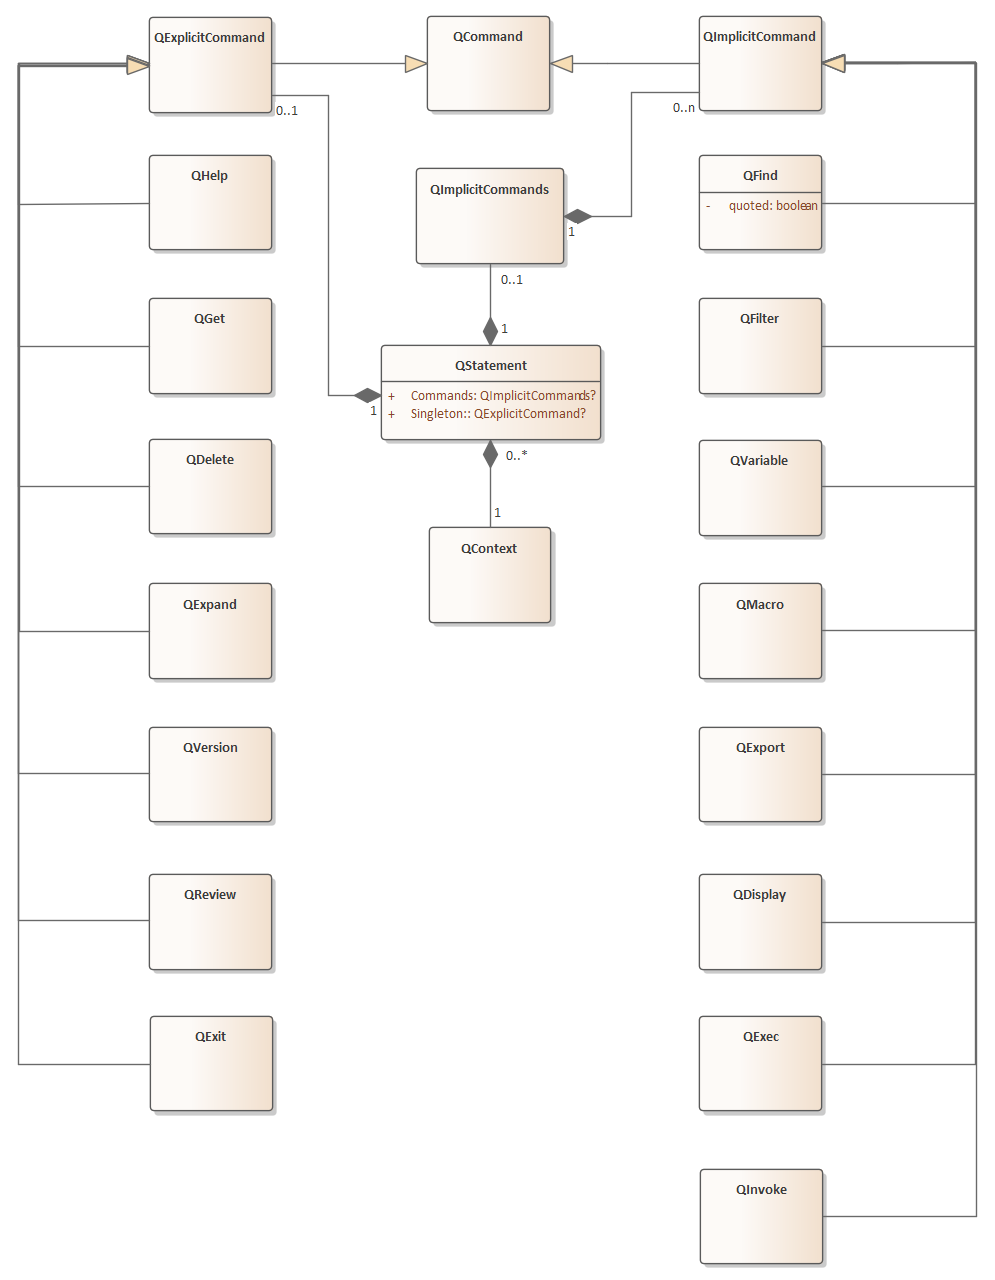 QExplicitCommand
QCommand
QImplicitCommand
0..1
0..n
QHelp
QImplicitCommands
QFind
- quoted: boolean
1
0..1
QGet
1
QFilter
QStatement
+ Commands: QImplicitCommands?
+ Singleton:: QExplicitCommand?
1
QDelete
0..*
QVariable
1
QContext
QExpand
QMacro
QVersion
QExport
QReview
QDisplay
QExit
QExec
QInvoke